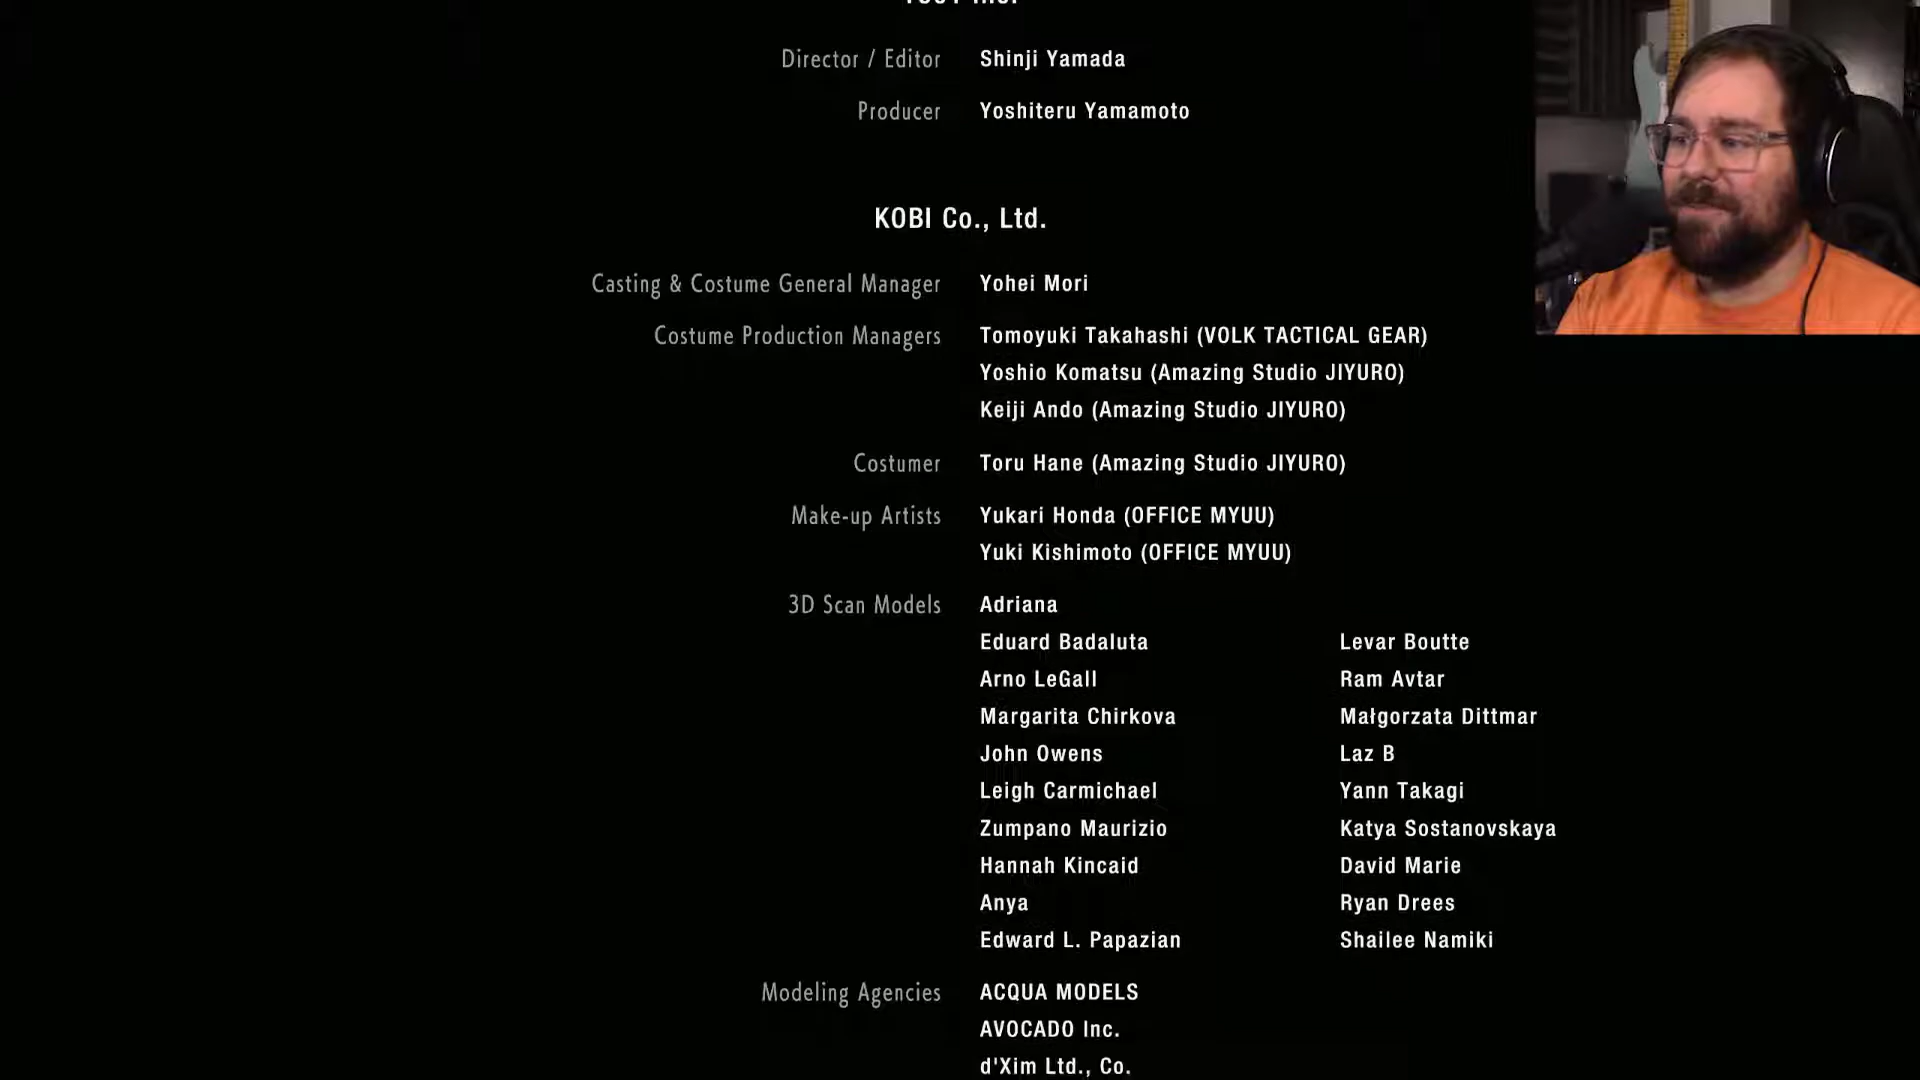 Director / Editor Shinji Yamada
Producer Yoshiteru Yamamoto
KOBI Co., Ltd.
Casting & Costume General Manager Yohei Mori
Costume Production Managers Tomoyuki Takahashi (VOLK TACTICAL GEAR)
Yoshio Komatsu (Amazing Studio JIYURO)
Keiji Ando (Amazing Studio JIYURO)
Costumer Toru Hane (Amazing Studio JIYURO)
Make-up Artists Yukari Honda (OFFICE MYUU)
Yuki Kishimoto (OFFICE MYUU)
3D Scan Models Adriana
Eduard Badaluta Levar Boutte
Arno LeGall Ram Avtar
Margarita Chirkova Małgorzata Dittmar
John Owens Laz B
Leigh Carmichael Yann Takagi
Zumpano Maurizio Katya Sostanovskaya
Hannah Kincaid David Marie
Anya Ryan Drees
Edward L. Papazian Shailee Namiki
Modeling Agencies ACQUA MODELS
AVOCADO Inc.
d'Xim Ltd., Co.